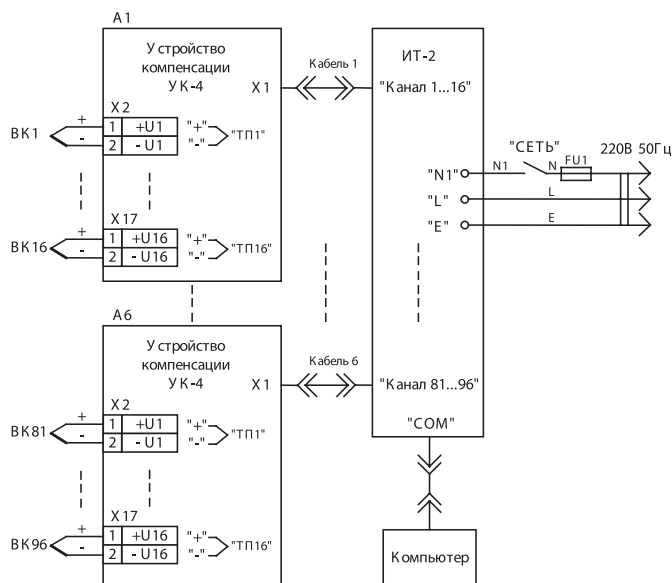 А1
Устройство
компенсации
УК-4
Х1
Кабель 1
ИТ-2
"Канал 1...16"
Х2
ВК1
+
-
1
+U1
2
- U1
"+"
"-"
"ТП1"
Х17
ВК16
+
-
1
+U16
2
- U16
"+"
"-"
"ТП16"
"СЕТЬ"
220В 50Гц
"N1"
N1
N
FU1
"L"
L
"E"
E
А6
Устройство
компенсации
УК-4
Х1
Кабель 6
"Канал 81...96"
"COM"
Х2
ВК81
+
-
1
+U1
2
- U1
"+"
"-"
"ТП1"
Х17
ВК96
+
-
1
+U16
2
- U16
"+"
"-"
"ТП16"
Компьютер